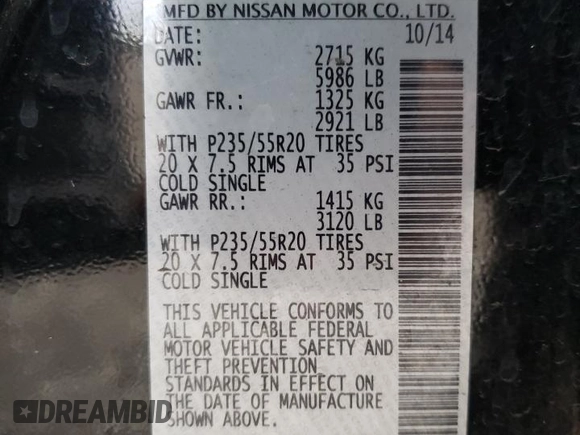 MFD BY NISSAN MOTOR CO., LTD.
DATE: 10/14
GVWR: 2715 KG
5986 LB
GAWR FR.: 1325 KG
2921 LB
WITH P235/55R20 TIRES
20 X 7.5 RIMS AT 35 PSI
COLD SINGLE
GAWR RR.: 1415 KG
3120 LB
WITH P235/55R20 TIRES
20 X 7.5 RIMS AT 35 PSI
COLD SINGLE
THIS VEHICLE CONFORMS TO
ALL APPLICABLE FEDERAL
MOTOR VEHICLE SAFETY AND
THEFT PREVENTION
STANDARDS IN EFFECT ON
THE DATE OF MANUFACTURE
SHOWN ABOVE.
DREAMBID